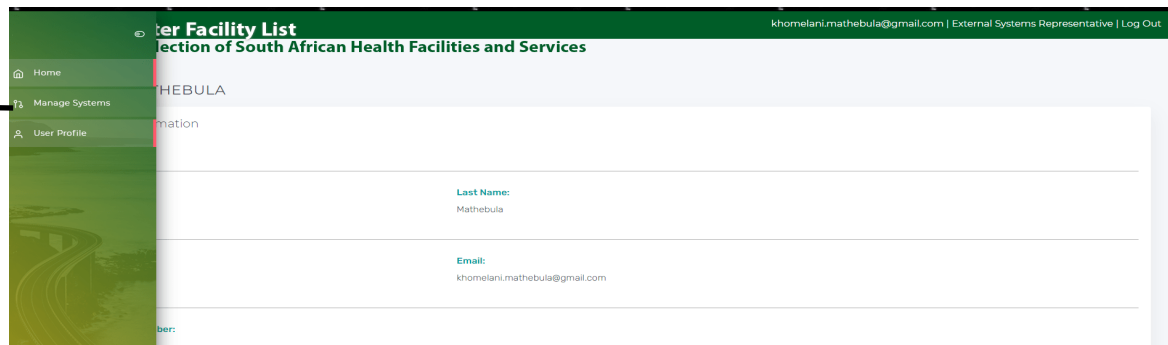 ter Facility List
khomelani.mathebula@gmail.com | External Systems Representative | Log Out
lection of South African Health Facilities and Services
Home
HEBULA
Manage Systems
mation
User Profile
Last Name:
Mathebula
Email:
khomelani.mathebula@gmail.com
ber: